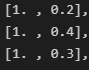 [1. , 0.2],
[1. , 0.4],
[1. , 0.3],